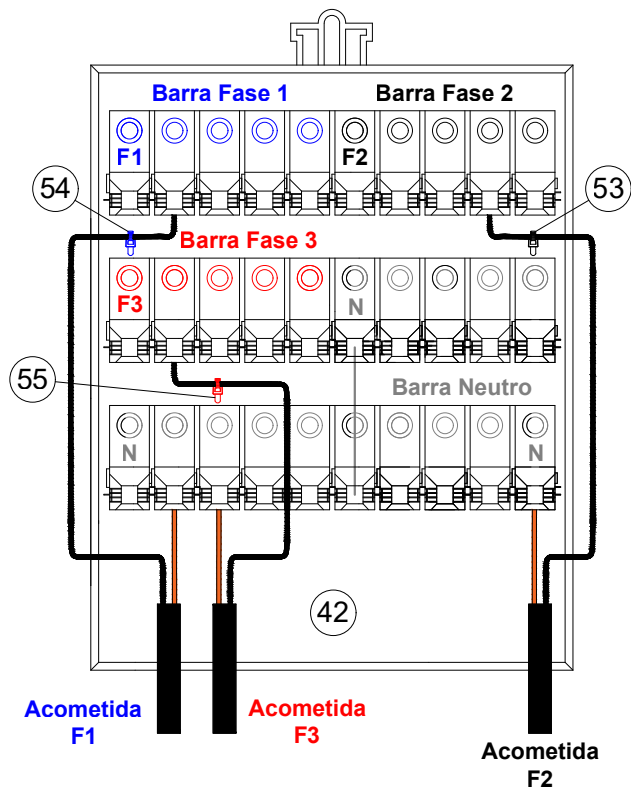 Barra Fase 1
Barra Fase 2
F1
F2
54
53
Barra Fase 3
F3
N
55
Barra Neutro
N
N
42
Acometida
F1
Acometida
F3
Acometida
F2